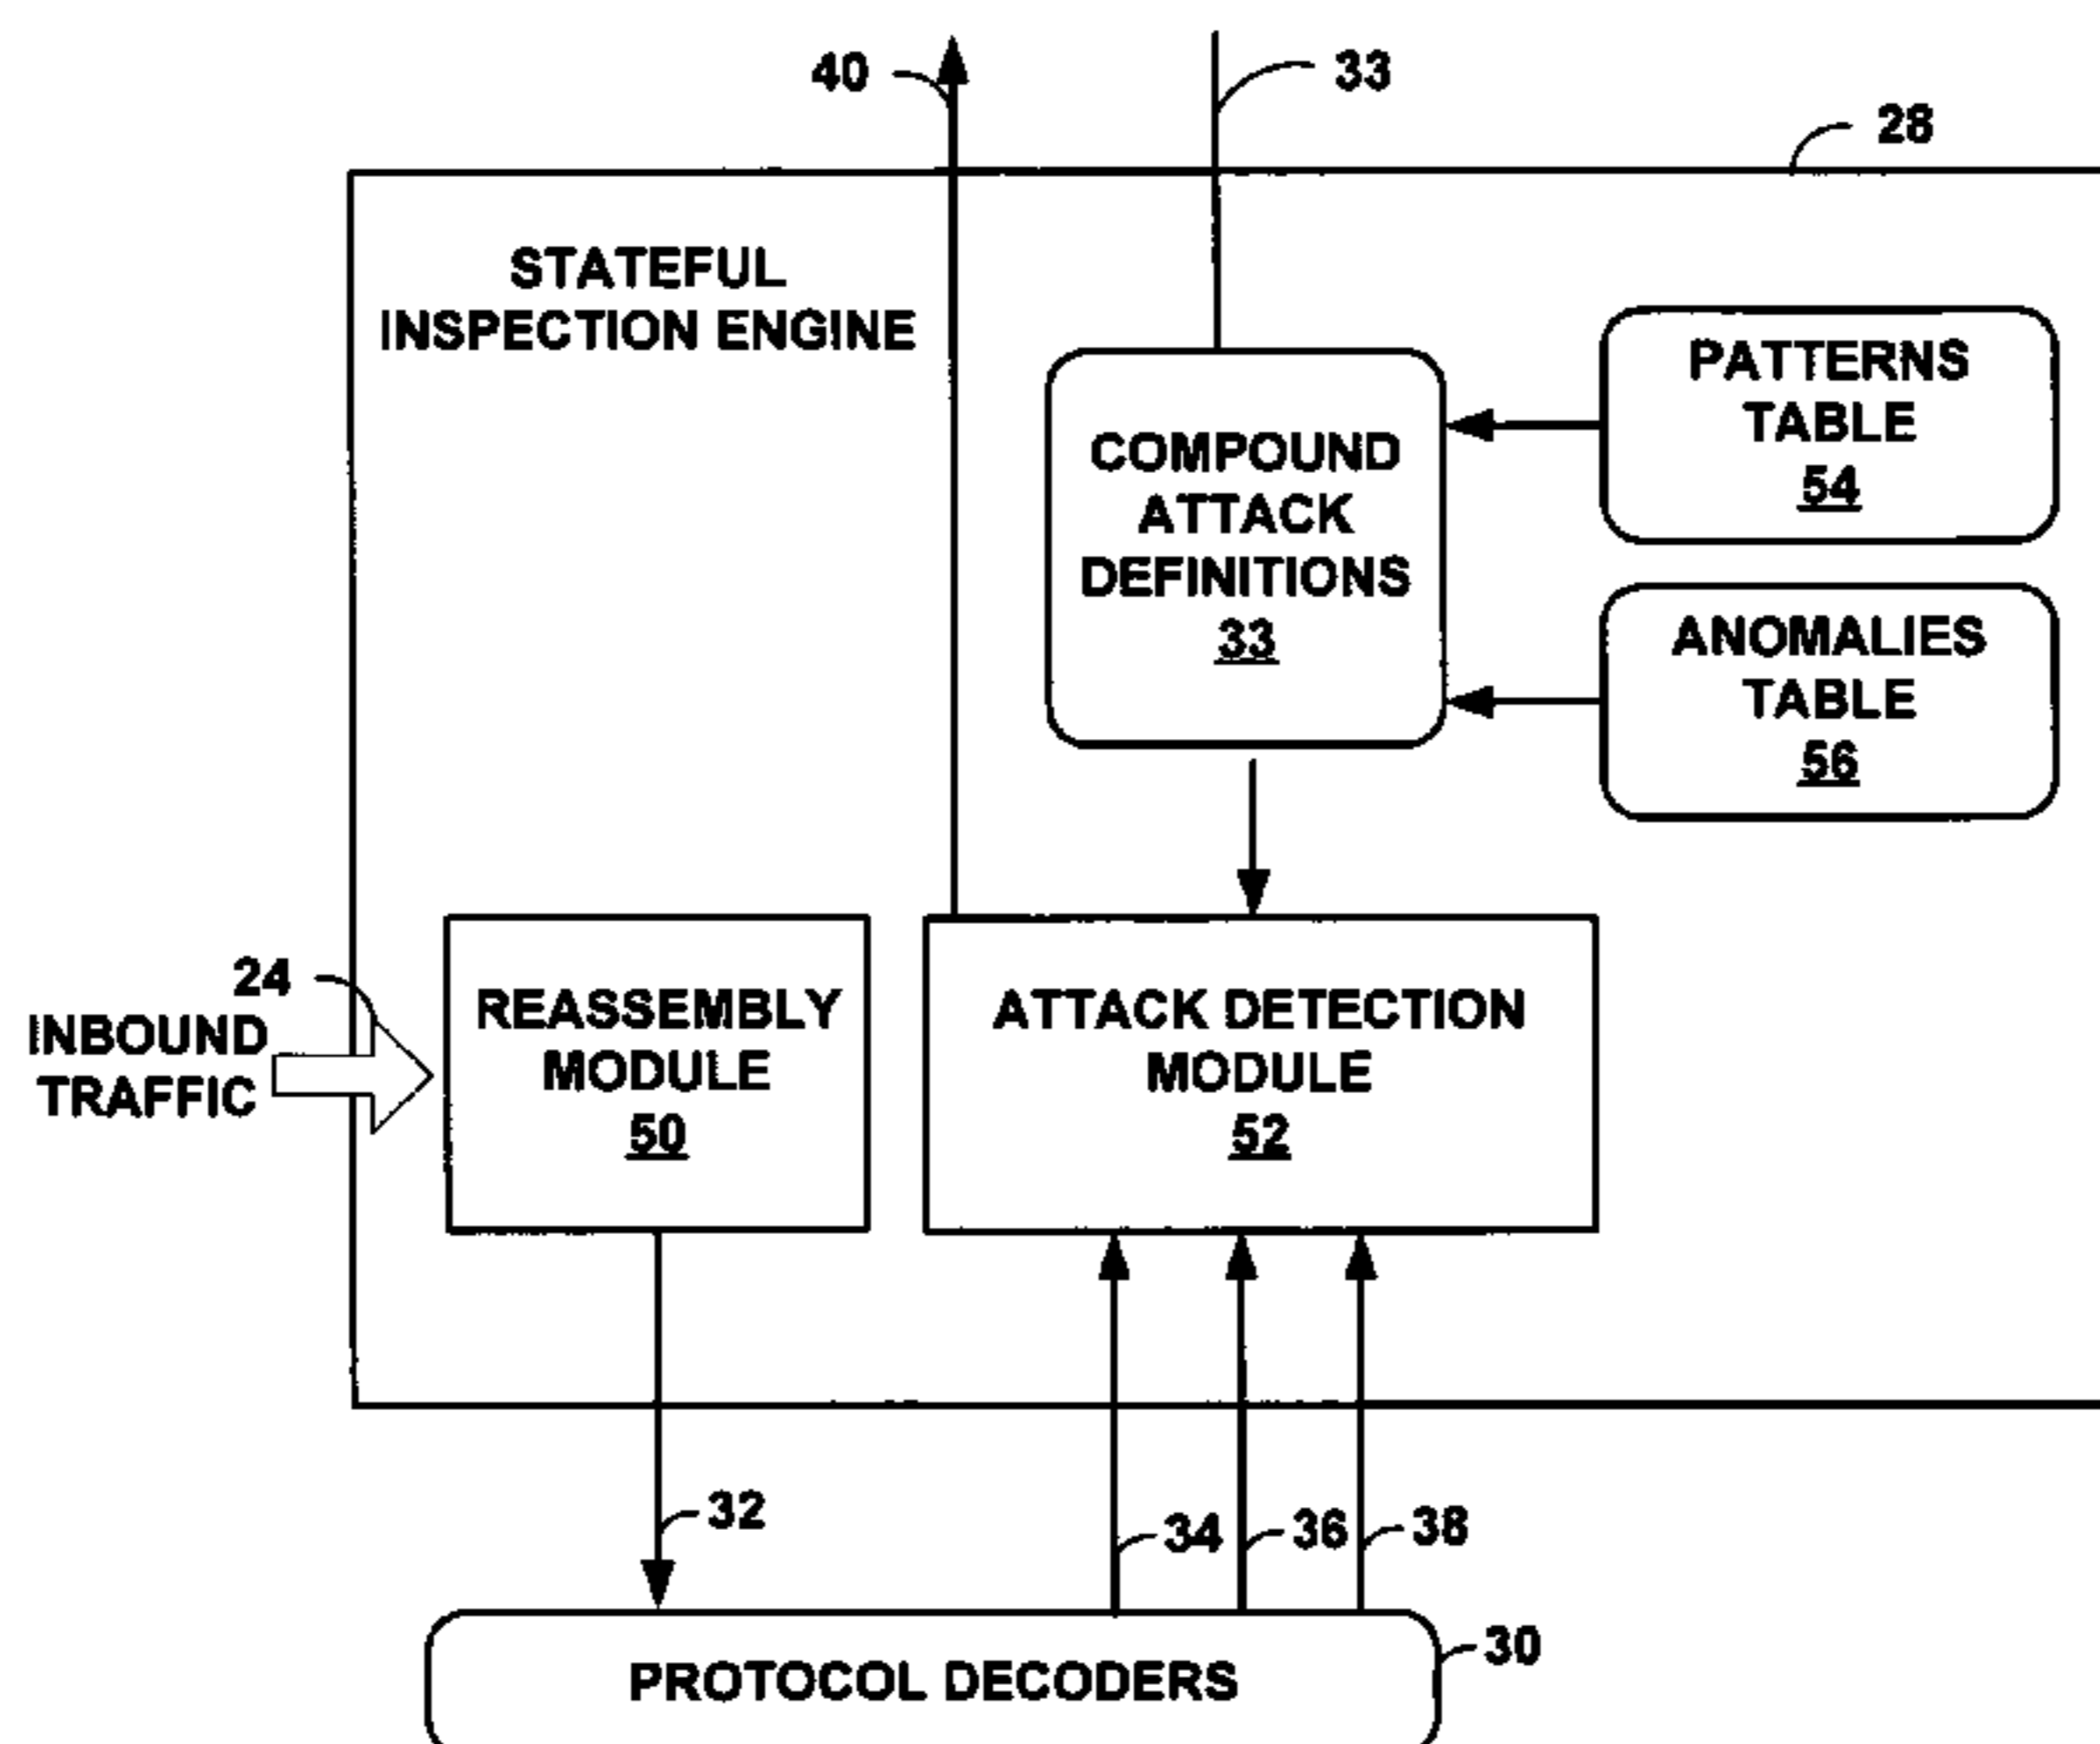 40
33
28
STATEFUL
INSPECTION ENGINE
PATTERNS
TABLE
54
COMPOUND
ATTACK
DEFINITIONS
33
ANOMALIES
TABLE
56
24
INBOUND
TRAFFIC
REASSEMBLY
MODULE
50
ATTACK DETECTION
MODULE
52
32
34
36
38
PROTOCOL DECODERS
30